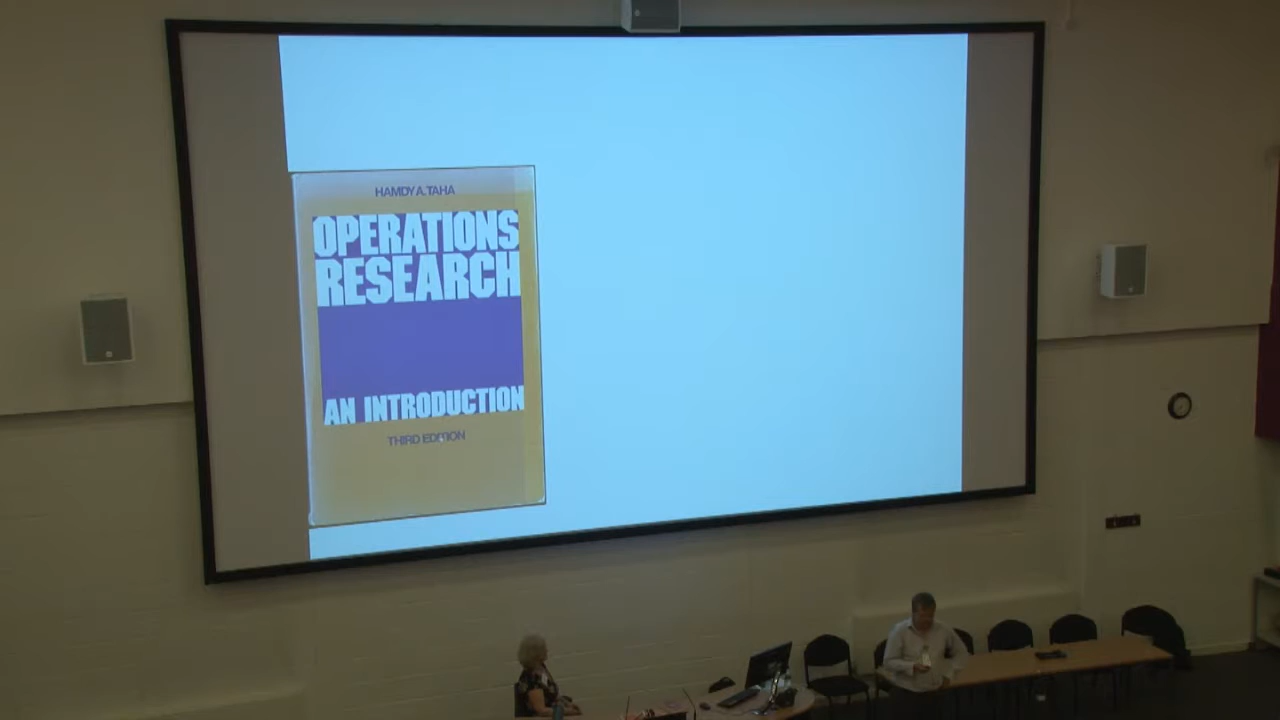 HAMDY A. TAHA
OPERATIONS
RESEARCH
AN INTRODUCTION
THIRD EDITION